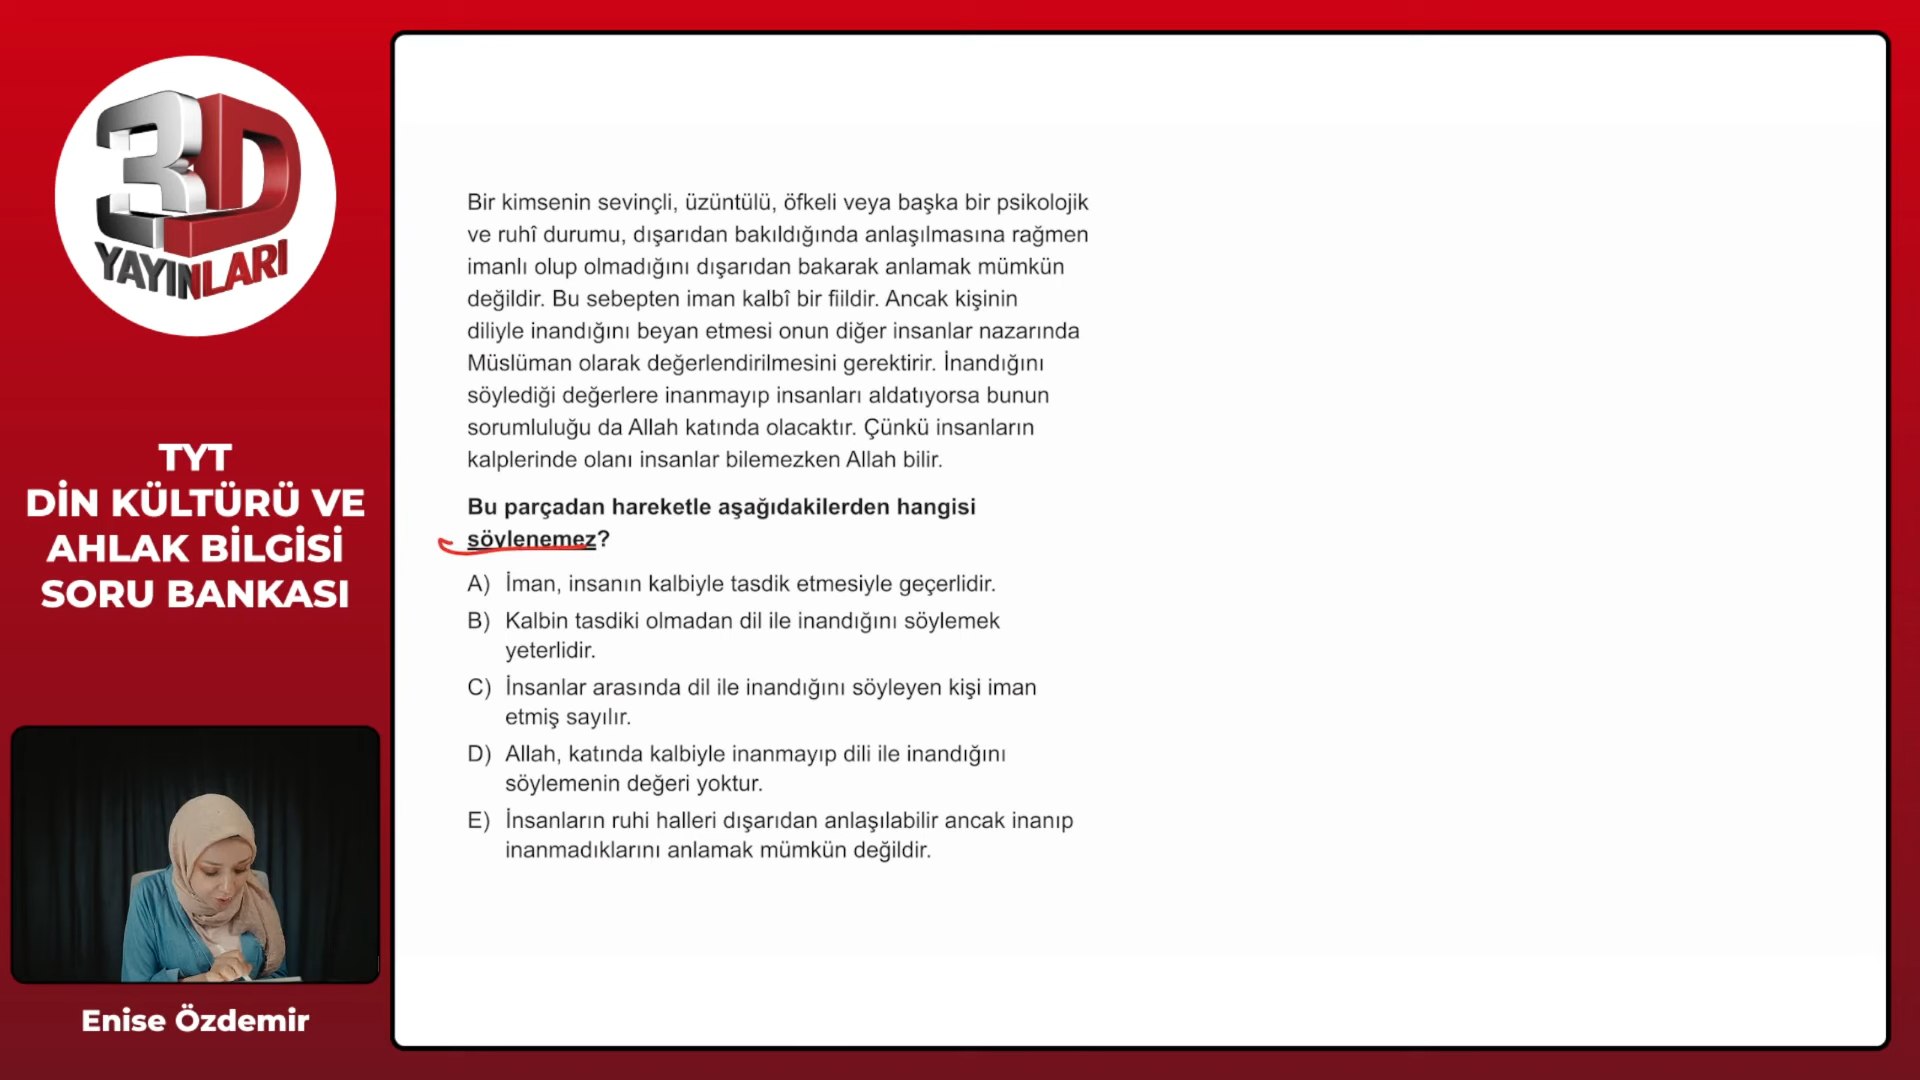 3D
YAYINLARI
TYT
DİN KÜLTÜRÜ VE
AHLAK BİLGİSİ
SORU BANKASI
Enise Özdemir
Bir kimsenin sevinçli, üzüntülü, öfkeli veya başka bir psikolojik
ve ruhî durumu, dışarıdan bakıldığında anlaşılmasına rağmen
imanlı olup olmadığını dışarıdan bakarak anlamak mümkün
değildir. Bu sebepten iman kalbî bir fiildir. Ancak kişinin
diliyle inandığını beyan etmesi onun diğer insanlar nazarında
Müslüman olarak değerlendirilmesini gerektirir. İnandığını
söylediği değerlere inanmayıp insanları aldatıyorsa bunun
sorumluluğu da Allah katında olacaktır. Çünkü insanların
kalplerinde olanı insanlar bilemezken Allah bilir.
Bu parçadan hareketle aşağıdakilerden hangisi
söylenemez?
A) İman, insanın kalbiyle tasdik etmesiyle geçerlidir.
B) Kalbin tasdiki olmadan dil ile inandığını söylemek
yeterlidir.
C) İnsanlar arasında dil ile inandığını söyleyen kişi iman
etmiş sayılır.
D) Allah, katında kalbiyle inanmayıp dili ile inandığını
söylemenin değeri yoktur.
E) İnsanların ruhi halleri dışarıdan anlaşılabilir ancak inanıp
inanmadıklarını anlamak mümkün değildir.